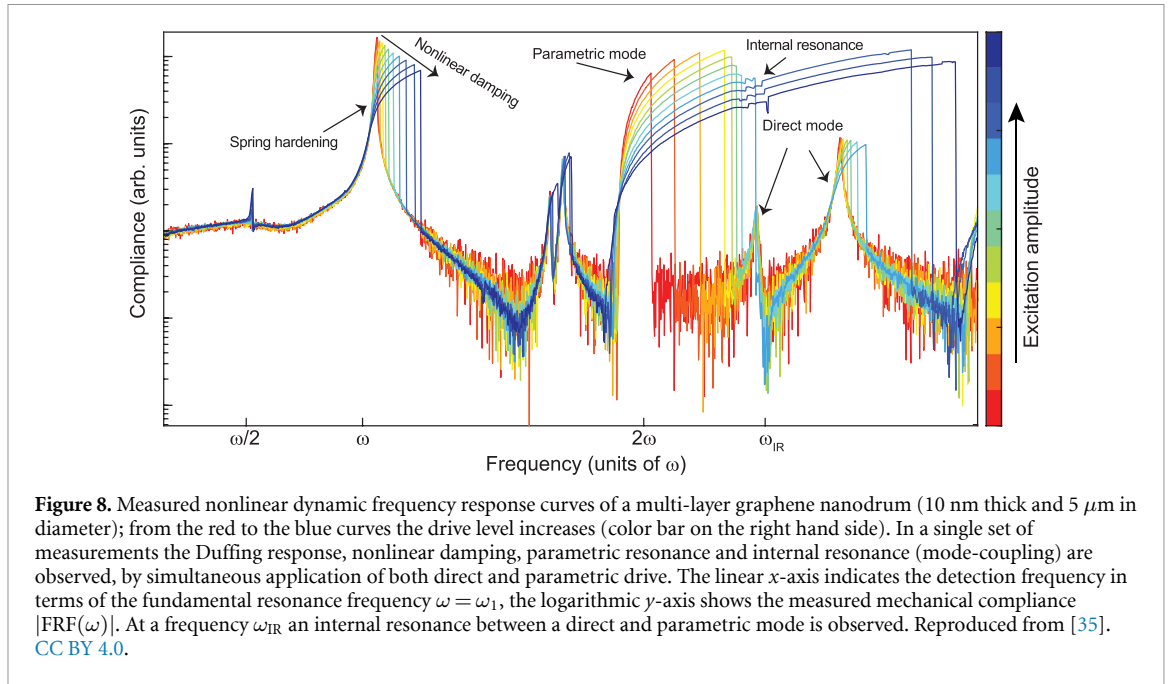 Nonlinear damping
Parametric mode
Internal resonance
Spring hardening
Direct mode
Compliance (arb. units)
Excitation amplitude
ω/2
ω
2ω
ω_IR
Frequency (units of ω)
Figure 8. Measured nonlinear dynamic frequency response curves of a multi-layer graphene nanodrum (10 nm thick and 5 μm in
diameter); from the red to the blue curves the drive level increases (color bar on the right hand side). In a single set of
measurements the Duffing response, nonlinear damping, parametric resonance and internal resonance (mode-coupling) are
observed, by simultaneous application of both direct and parametric drive. The linear x-axis indicates the detection frequency in
terms of the fundamental resonance frequency ω = ω₁, the logarithmic y-axis shows the measured mechanical compliance
|FRF(ω)|. At a frequency ω_IR an internal resonance between a direct and parametric mode is observed. Reproduced from [35].
CC BY 4.0.